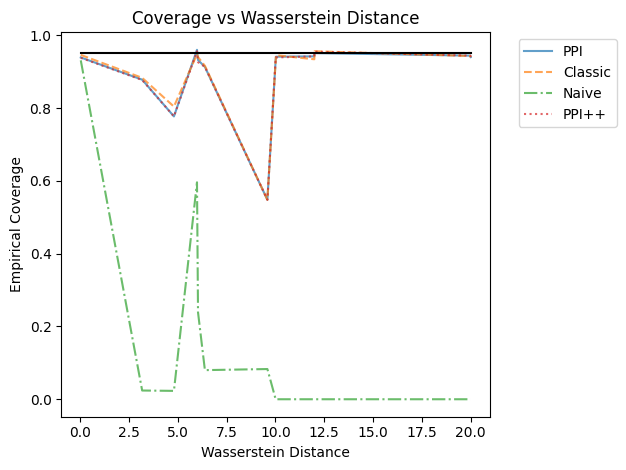 Coverage vs Wasserstein Distance
1.0
0.8
0.6
0.4
0.2
0.0
Empirical Coverage
0.0 2.5 5.0 7.5 10.0 12.5 15.0 17.5 20.0
Wasserstein Distance
PPI
Classic
Naive
PPI++